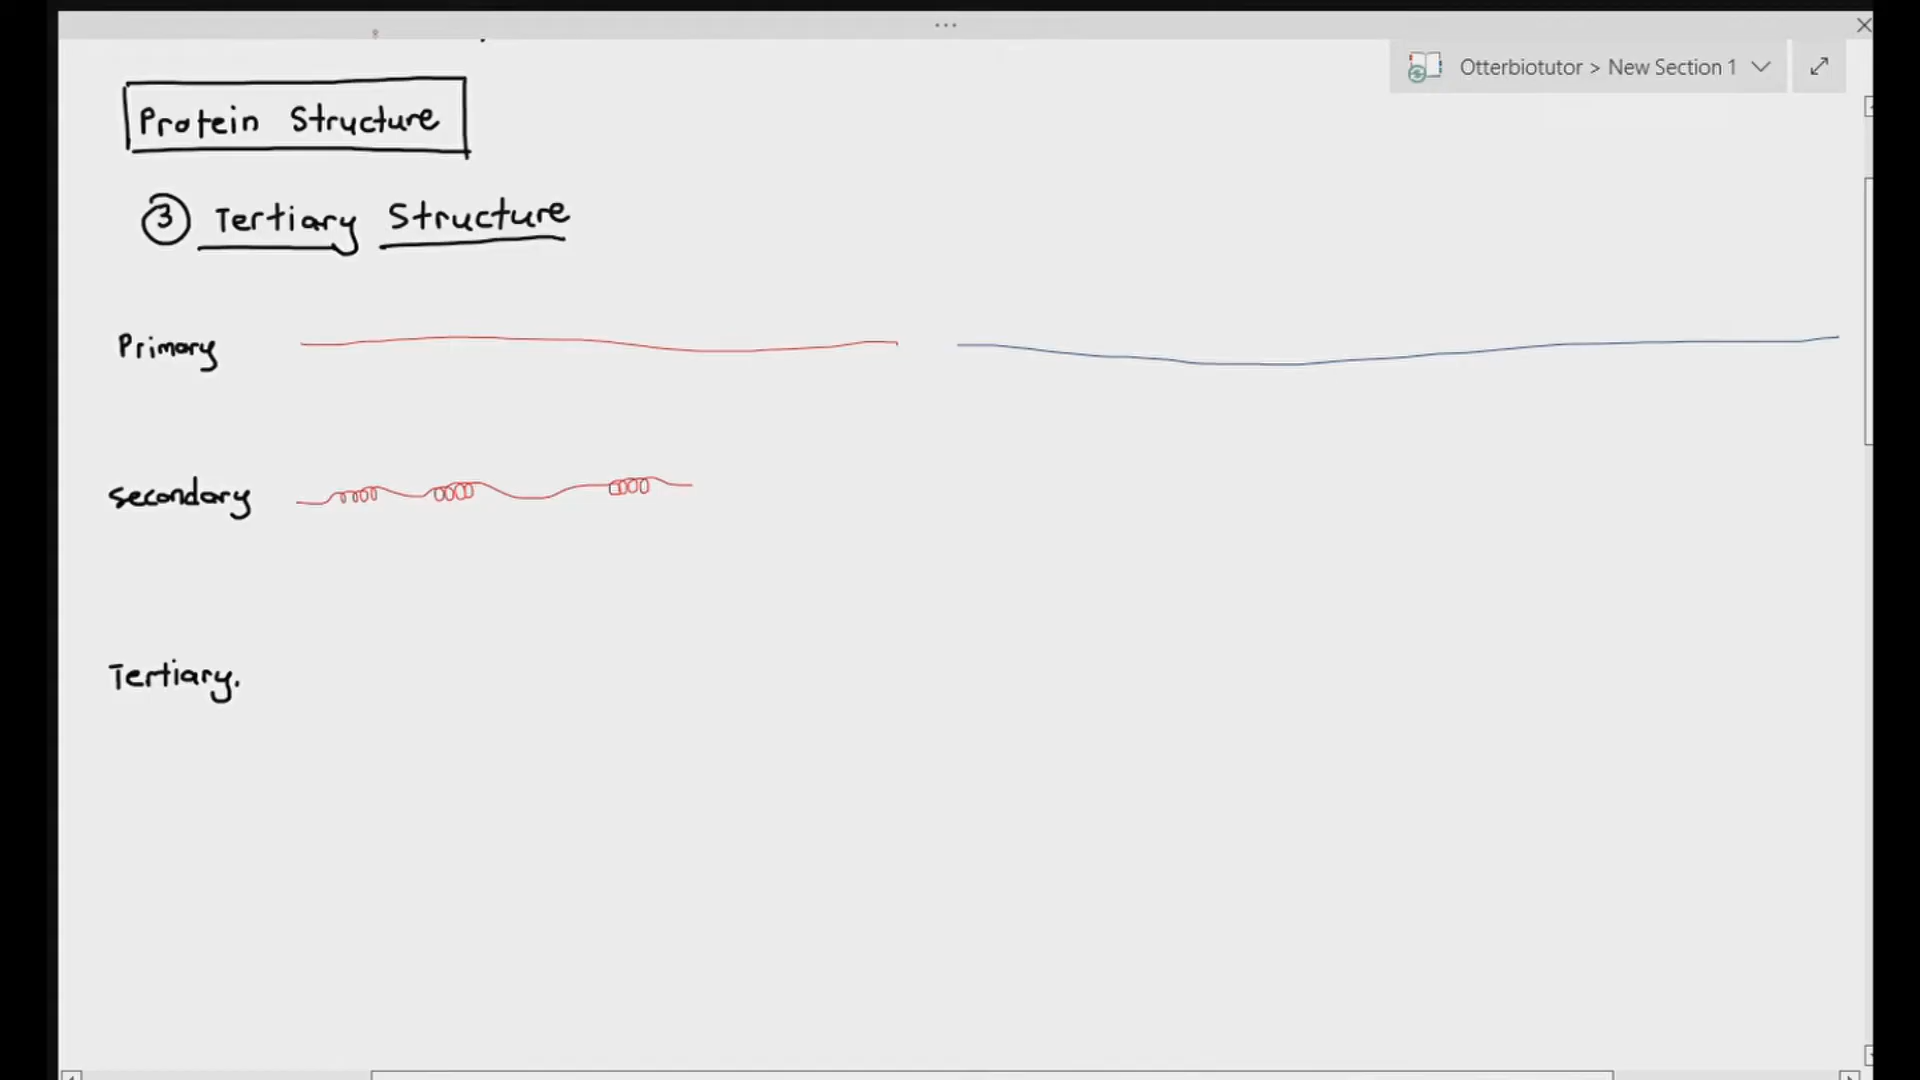 Otterbiotutor > New Section 1
Protein Structure
③ Tertiary Structure
Primary
Secondary
Tertiary.